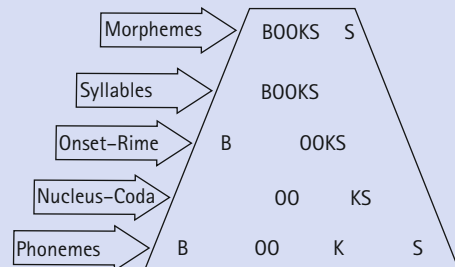 Morphemes BOOKS S
Syllables BOOKS
Onset–Rime B OOKS
Nucleus–Coda OO KS
Phonemes B OO K S